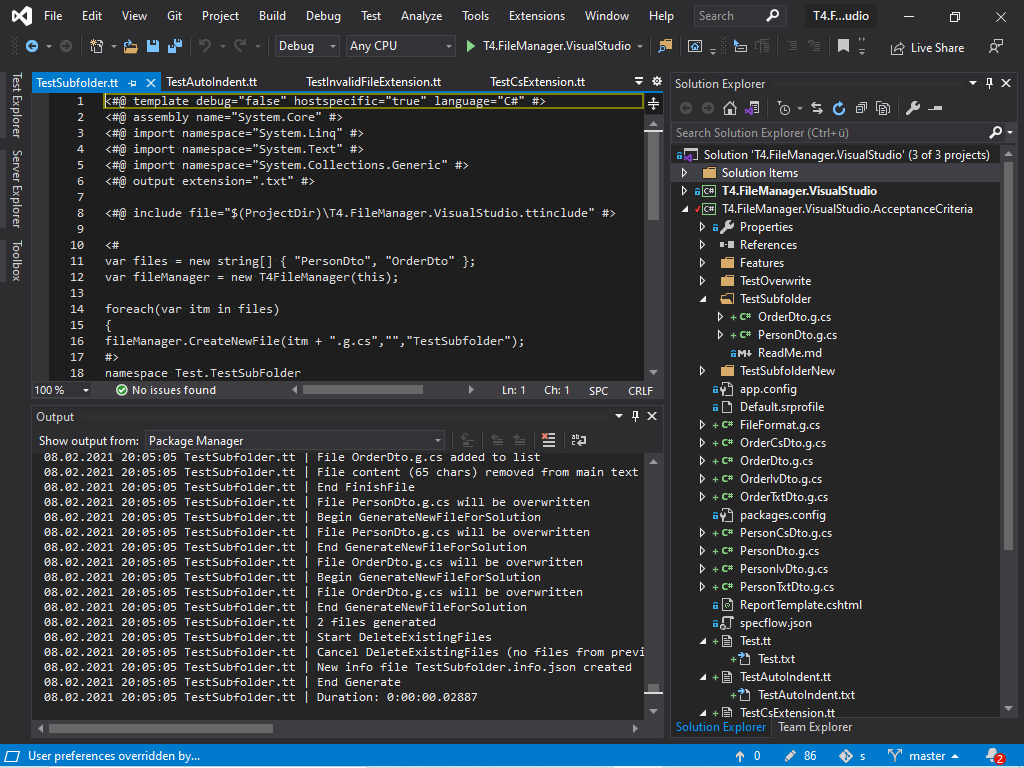 File Edit View Git Project Build Debug Test Analyze Tools Extensions Window Help Search T4.F...udio
Debug Any CPU T4.FileManager.VisualStudio Live Share
Test Explorer
Server Explorer
Toolbox
TestSubfolder.tt TestAutoIndent.tt TestInvalidFileExtension.tt TestCsExtension.tt
1 <#@ template debug="false" hostspecific="true" language="C#" #>
2 <#@ assembly name="System.Core" #>
3 <#@ import namespace="System.Linq" #>
4 <#@ import namespace="System.Text" #>
5 <#@ import namespace="System.Collections.Generic" #>
6 <#@ output extension=".txt" #>
7
8 <#@ include file="$(ProjectDir)\T4.FileManager.VisualStudio.ttinclude" #>
9
10 <#
11 var files = new string[] { "PersonDto", "OrderDto" };
12 var fileManager = new T4FileManager(this);
13
14 foreach(var itm in files)
15 {
16 fileManager.CreateNewFile(itm + ".g.cs","","TestSubfolder");
17 #>
18 namespace Test.TestSubFolder
100 % No issues found Ln: 1 Ch: 1 SPC CRLF
Output
Show output from: Package Manager
08.02.2021 20:05:05 TestSubfolder.tt | File OrderDto.g.cs added to list
08.02.2021 20:05:05 TestSubfolder.tt | File content (65 chars) removed from main text
08.02.2021 20:05:05 TestSubfolder.tt | End FinishFile
08.02.2021 20:05:05 TestSubfolder.tt | File PersonDto.g.cs will be overwritten
08.02.2021 20:05:05 TestSubfolder.tt | Begin GenerateNewFileForSolution
08.02.2021 20:05:05 TestSubfolder.tt | File PersonDto.g.cs will be overwritten
08.02.2021 20:05:05 TestSubfolder.tt | End GenerateNewFileForSolution
08.02.2021 20:05:05 TestSubfolder.tt | File OrderDto.g.cs will be overwritten
08.02.2021 20:05:05 TestSubfolder.tt | Begin GenerateNewFileForSolution
08.02.2021 20:05:05 TestSubfolder.tt | File OrderDto.g.cs will be overwritten
08.02.2021 20:05:05 TestSubfolder.tt | End GenerateNewFileForSolution
08.02.2021 20:05:05 TestSubfolder.tt | 2 files generated
08.02.2021 20:05:05 TestSubfolder.tt | Start DeleteExistingFiles
08.02.2021 20:05:05 TestSubfolder.tt | Cancel DeleteExistingFiles (no files from previ
08.02.2021 20:05:05 TestSubfolder.tt | New info file TestSubfolder.info.json created
08.02.2021 20:05:05 TestSubfolder.tt | End Generate
08.02.2021 20:05:05 TestSubfolder.tt | Duration: 0:00:00.02887
Solution Explorer
Search Solution Explorer (Ctrl+ü)
Solution 'T4.FileManager.VisualStudio' (3 of 3 projects)
Solution Items
C# T4.FileManager.VisualStudio
C# T4.FileManager.VisualStudio.AcceptanceCriteria
Properties
References
Features
TestOverwrite
TestSubfolder
C# OrderDto.g.cs
C# PersonDto.g.cs
M ReadMe.md
TestSubfolderNew
app.config
Default.srprofile
C# FileFormat.g.cs
C# OrderCsDto.g.cs
C# OrderDto.g.cs
C# OrderIvDto.g.cs
C# OrderTxtDto.g.cs
packages.config
C# PersonCsDto.g.cs
C# PersonDto.g.cs
C# PersonIvDto.g.cs
C# PersonTxtDto.g.cs
ReportTemplate.cshtml
specflow.json
Test.tt
Test.txt
TestAutoIndent.tt
TestAutoIndent.txt
TestCsExtension.tt
Solution Explorer Team Explorer
User preferences overridden by... 0 86 s master 2